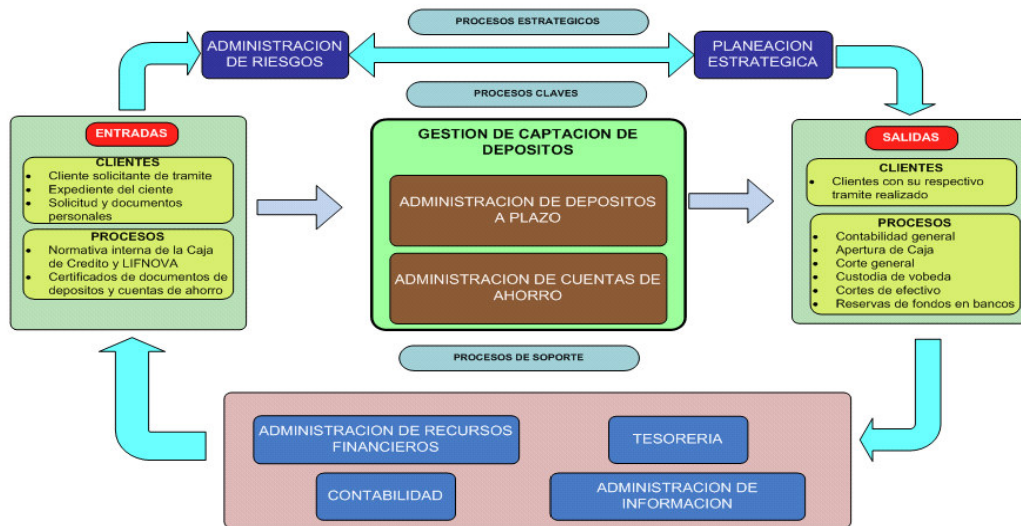 PROCESOS ESTRATEGICOS
ADMINISTRACION
DE RIESGOS
PLANEACION
ESTRATEGICA
PROCESOS CLAVES
ENTRADAS
CLIENTES
• Cliente solicitante de tramite
• Expediente del ciente
• Solicitud y documentos
personales
PROCESOS
• Normativa interna de la Caja
de Credito y LIFNOVA
• Certificados de documentos de
depositos y cuentas de ahorro
GESTION DE CAPTACION DE
DEPOSITOS
ADMINISTRACION DE DEPOSITOS
A PLAZO
ADMINISTRACION DE CUENTAS DE
AHORRO
SALIDAS
CLIENTES
• Clientes con su respectivo
tramite realizado
PROCESOS
• Contabilidad general
• Apertura de Caja
• Corte general
• Custodia de vobeda
• Cortes de efectivo
• Reservas de fondos en bancos
PROCESOS DE SOPORTE
ADMINISTRACION DE RECURSOS
FINANCIEROS
TESORERIA
CONTABILIDAD
ADMINISTRACION DE
INFORMACION